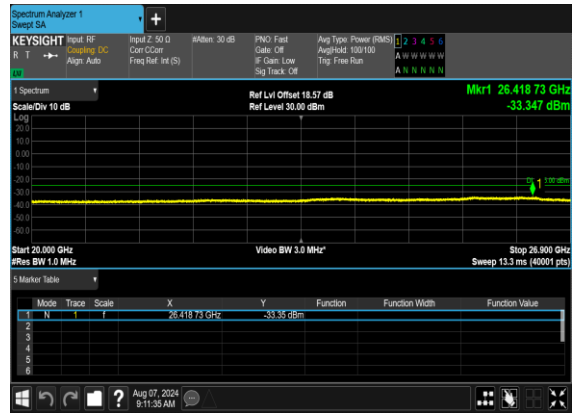 Spectrum Analyzer 1
Swept SA
+
KEYSIGHT
R T
Input: RF
Coupling: DC
Align: Auto
Input Z: 50 Ω
Corr CCorr
Freq Ref: Int (S)
#Atten: 30 dB
PNO: Fast
Gate: Off
IF Gain: Low
Sig Track: Off
Avg Type: Power (RMS)
Avg|Hold: 100/100
Trig: Free Run
1 2 3 4 5 6
A W W W W W
A N N N N N
1 Spectrum
Scale/Div 10 dB
Ref Lvl Offset 18.57 dB
Ref Level 30.00 dBm
Mkr1 26.418 73 GHz
-33.347 dBm
Log
20.0
10.0
0.00
-10.0
-20.0
-30.0
-40.0
-50.0
-60.0
1
Start 20.000 GHz
#Res BW 1.0 MHz
Video BW 3.0 MHz*
Stop 26.900 GHz
Sweep 13.3 ms (40001 pts)
5 Marker Table
Mode Trace Scale X Y Function Function Width Function Value
1 N 1 f 26.418 73 GHz -33.35 dBm
2
3
4
5
6
?
Aug 07, 2024
9:11:35 AM